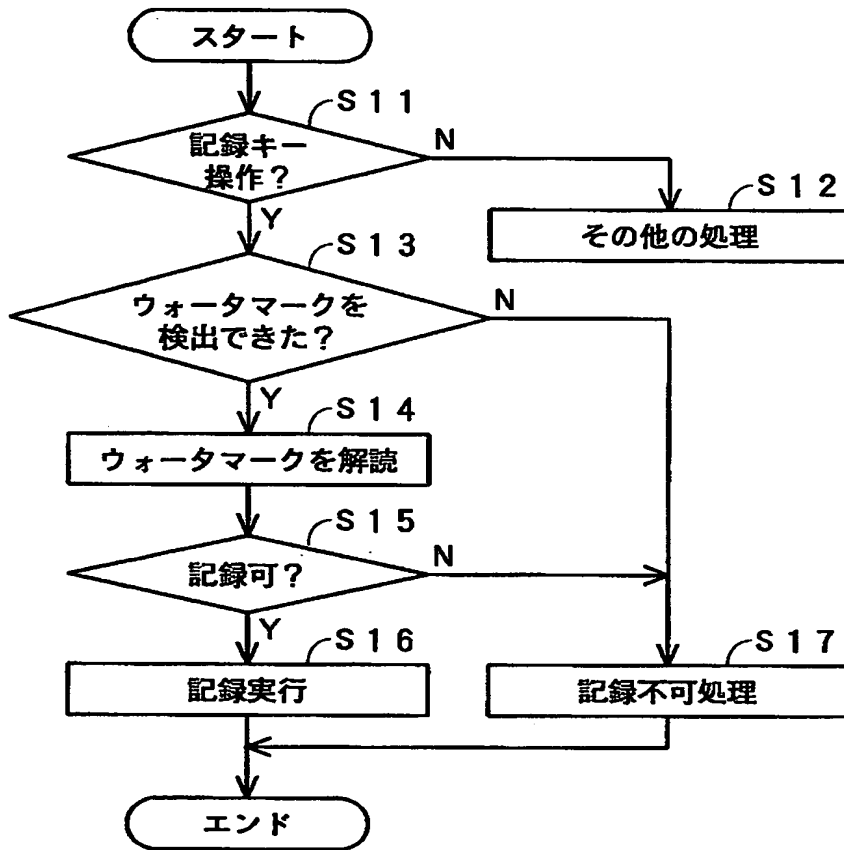 スタート
S11
記録キー
操作?
N
Y
S12
その他の処理
S13
ウォータマークを
検出できた?
N
Y
S14
ウォータマークを解読
S15
記録可?
N
Y
S16
記録実行
S17
記録不可処理
エンド